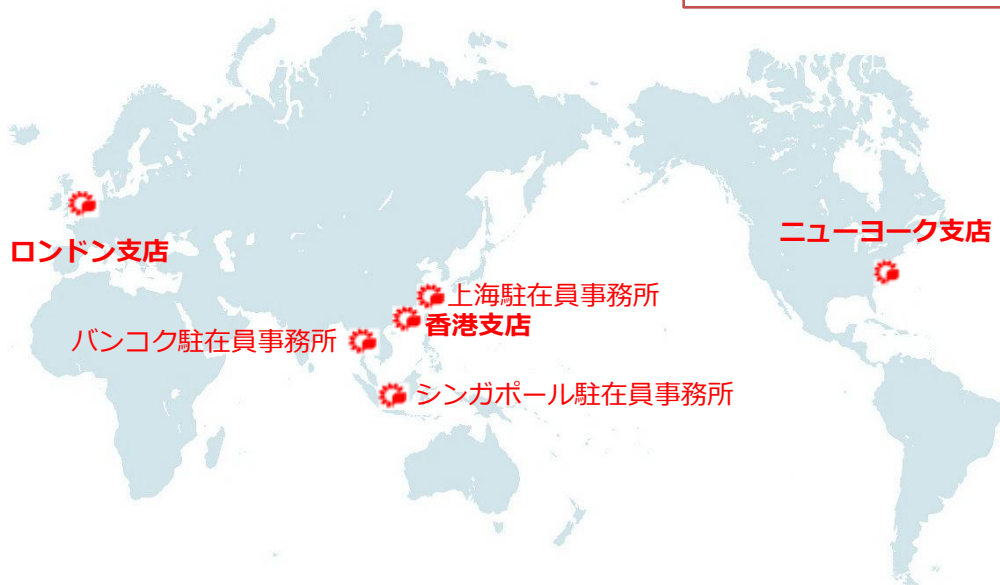 ニューヨーク支店
ロンドン支店
上海駐在員事務所
香港支店
バンコク駐在員事務所
シンガポール駐在員事務所